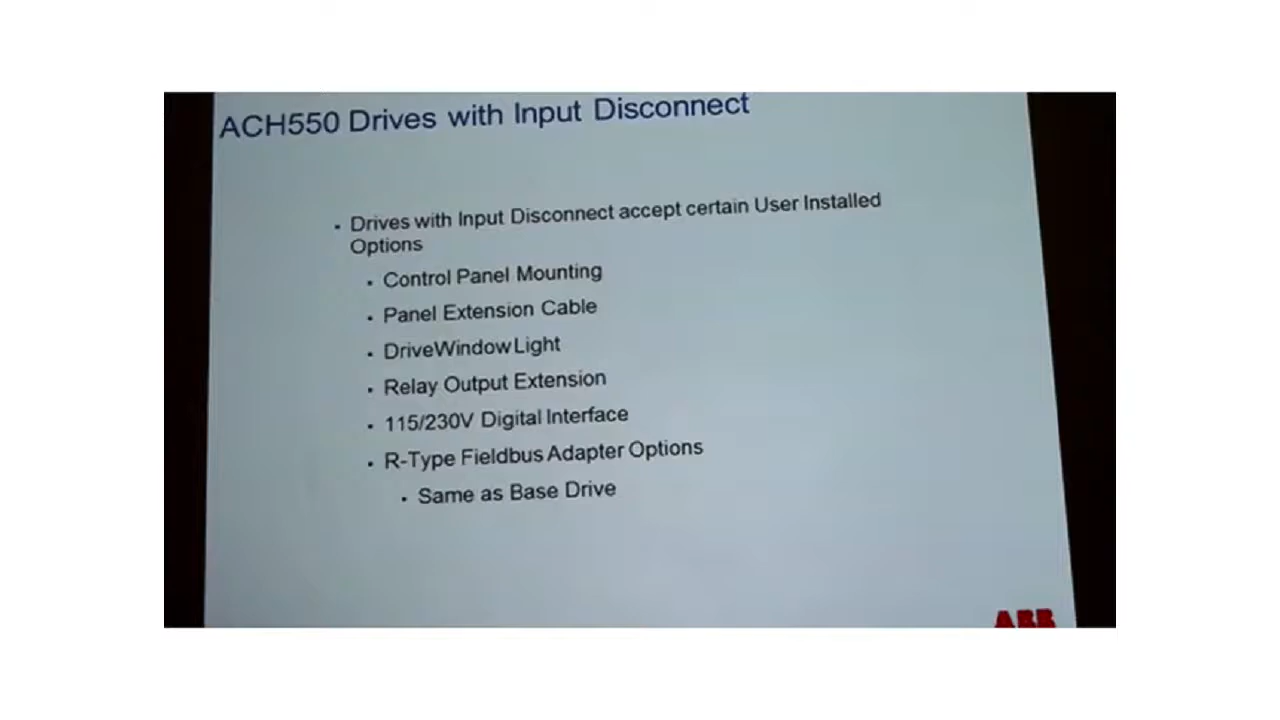 ACH550 Drives with Input Disconnect
▪ Drives with Input Disconnect accept certain User Installed
Options
▪ Control Panel Mounting
▪ Panel Extension Cable
▪ DriveWindow Light
▪ Relay Output Extension
▪ 115/230V Digital Interface
▪ R-Type Fieldbus Adapter Options
▪ Same as Base Drive
ABB